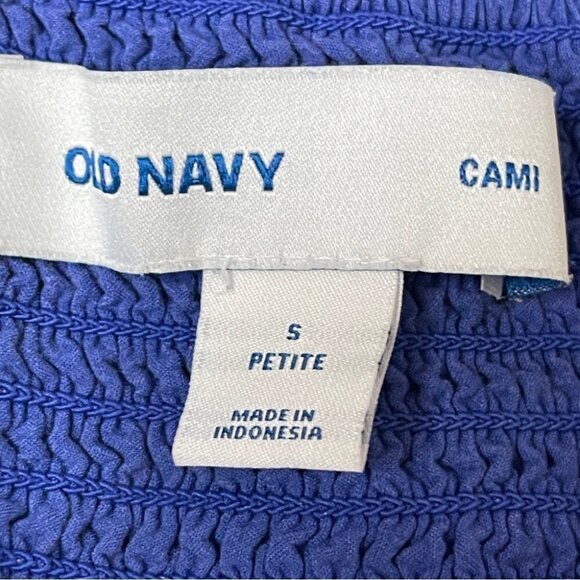 OLD NAVY CAMI
S
PETITE
MADE IN
INDONESIA